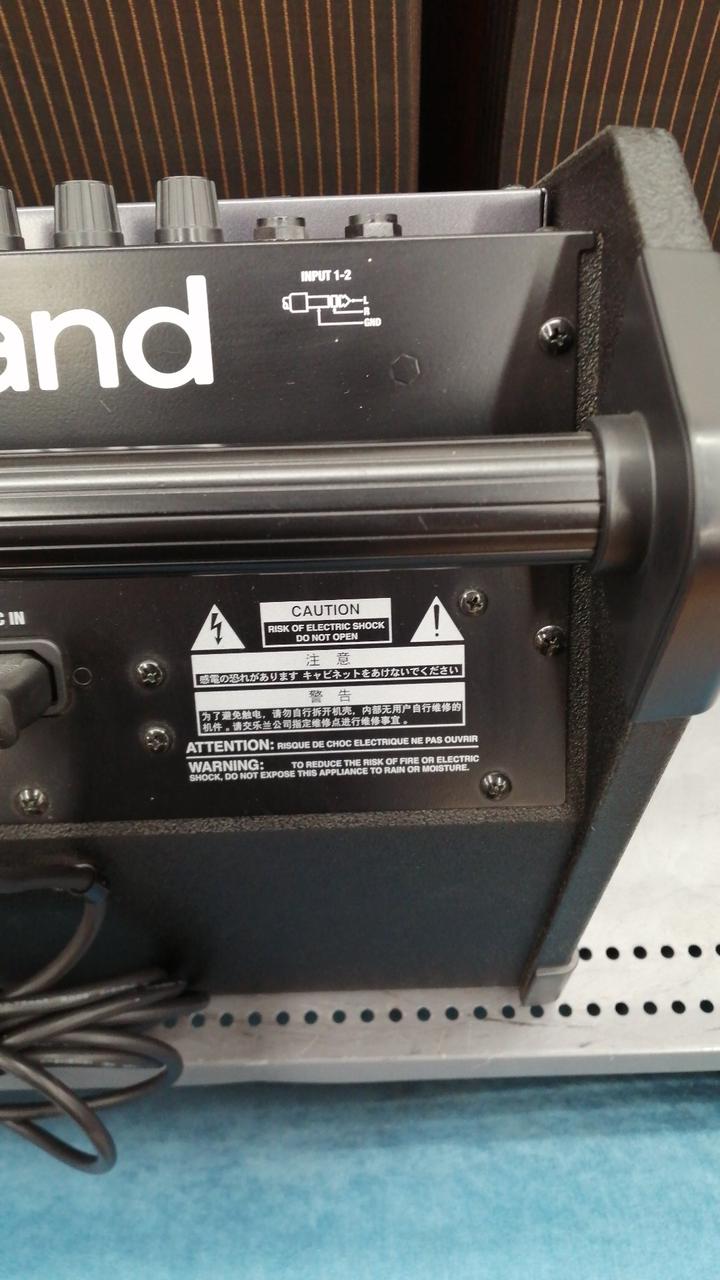 and
INPUT 1-2
L
R
GND
C IN
CAUTION
RISK OF ELECTRIC SHOCK
DO NOT OPEN
注 意
感電の恐れがあります キャビネットをあけないでください
警 告
为了避免触电，请勿自行拆开机壳，内部无用户自行维修的
机件。请交乐兰公司指定维修点进行维修事宜。
ATTENTION: RISQUE DE CHOC ELECTRIQUE NE PAS OUVRIR
WARNING: TO REDUCE THE RISK OF FIRE OR ELECTRIC
SHOCK, DO NOT EXPOSE THIS APPLIANCE TO RAIN OR MOISTURE.